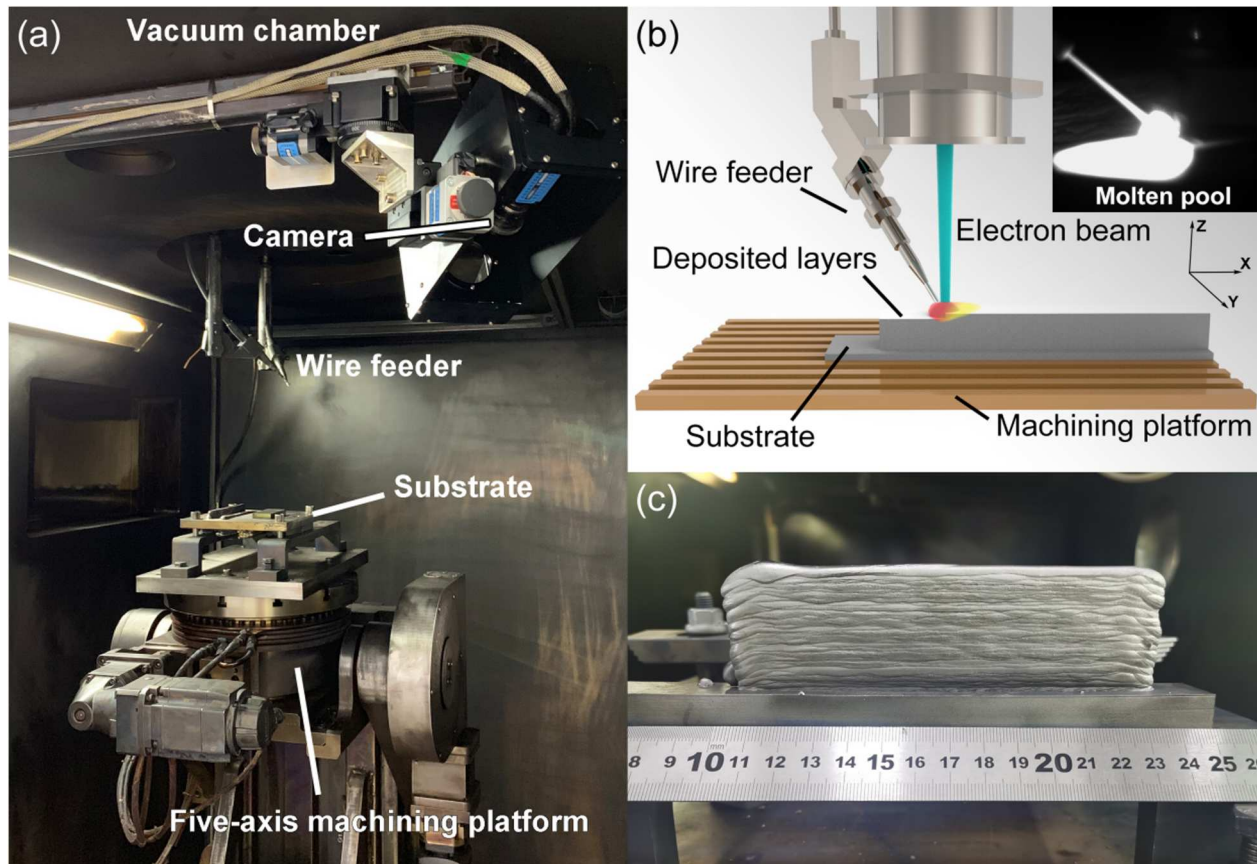 (a)
Vacuum chamber
Camera
Wire feeder
Substrate
Five-axis machining platform
(b)
Wire feeder
Deposited layers
Electron beam
Molten pool
Z
X
Y
Substrate
Machining platform
(c)
mm
8 9 10 11 12 13 14 15 16 17 18 19 20 21 22 23 24 25